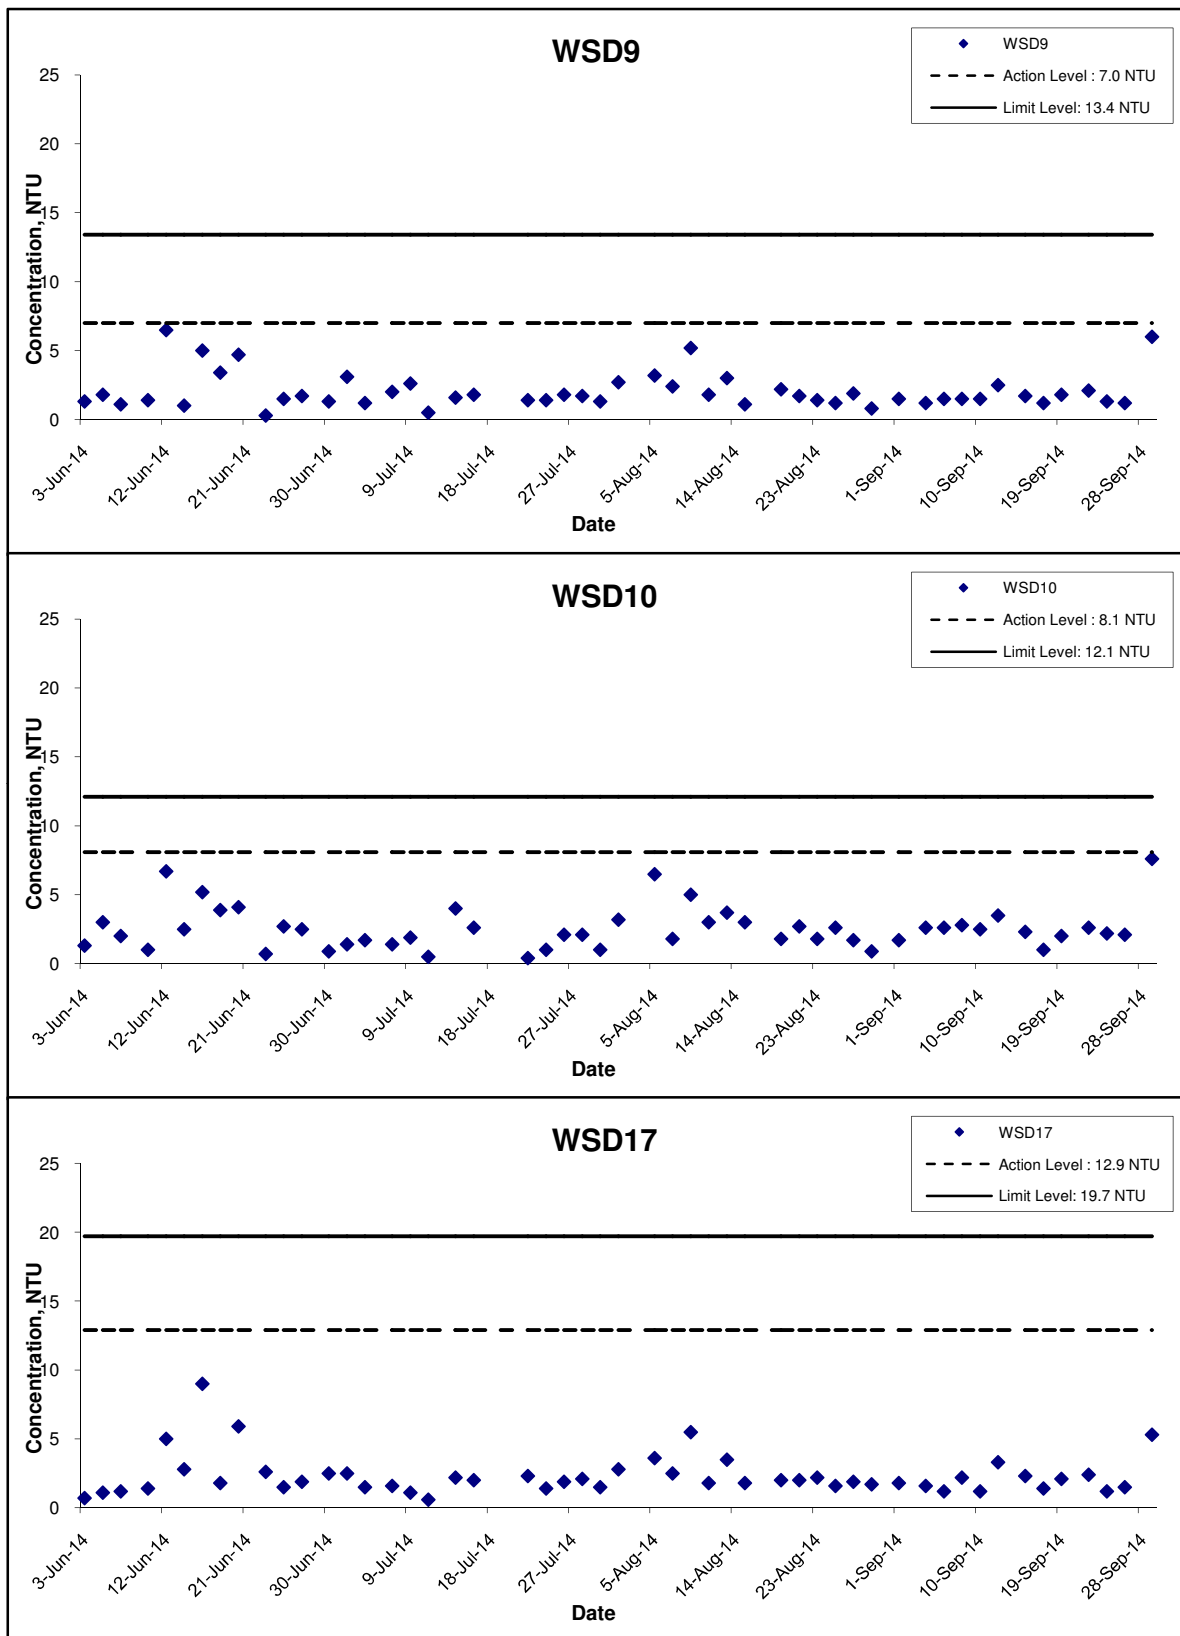 WSD9
WSD9
Action Level : 7.0 NTU
Limit Level: 13.4 NTU
Concentration, NTU
25
20
15
10
5
0
3-Jun-14 12-Jun-14 21-Jun-14 30-Jun-14 9-Jul-14 18-Jul-14 27-Jul-14 5-Aug-14 14-Aug-14 23-Aug-14 1-Sep-14 10-Sep-14 19-Sep-14 28-Sep-14
Date
WSD10
WSD10
Action Level : 8.1 NTU
Limit Level: 12.1 NTU
Concentration, NTU
25
20
15
10
5
0
3-Jun-14 12-Jun-14 21-Jun-14 30-Jun-14 9-Jul-14 18-Jul-14 27-Jul-14 5-Aug-14 14-Aug-14 23-Aug-14 1-Sep-14 10-Sep-14 19-Sep-14 28-Sep-14
Date
WSD17
WSD17
Action Level : 12.9 NTU
Limit Level: 19.7 NTU
Concentration, NTU
25
20
15
10
5
0
3-Jun-14 12-Jun-14 21-Jun-14 30-Jun-14 9-Jul-14 18-Jul-14 27-Jul-14 5-Aug-14 14-Aug-14 23-Aug-14 1-Sep-14 10-Sep-14 19-Sep-14 28-Sep-14
Date